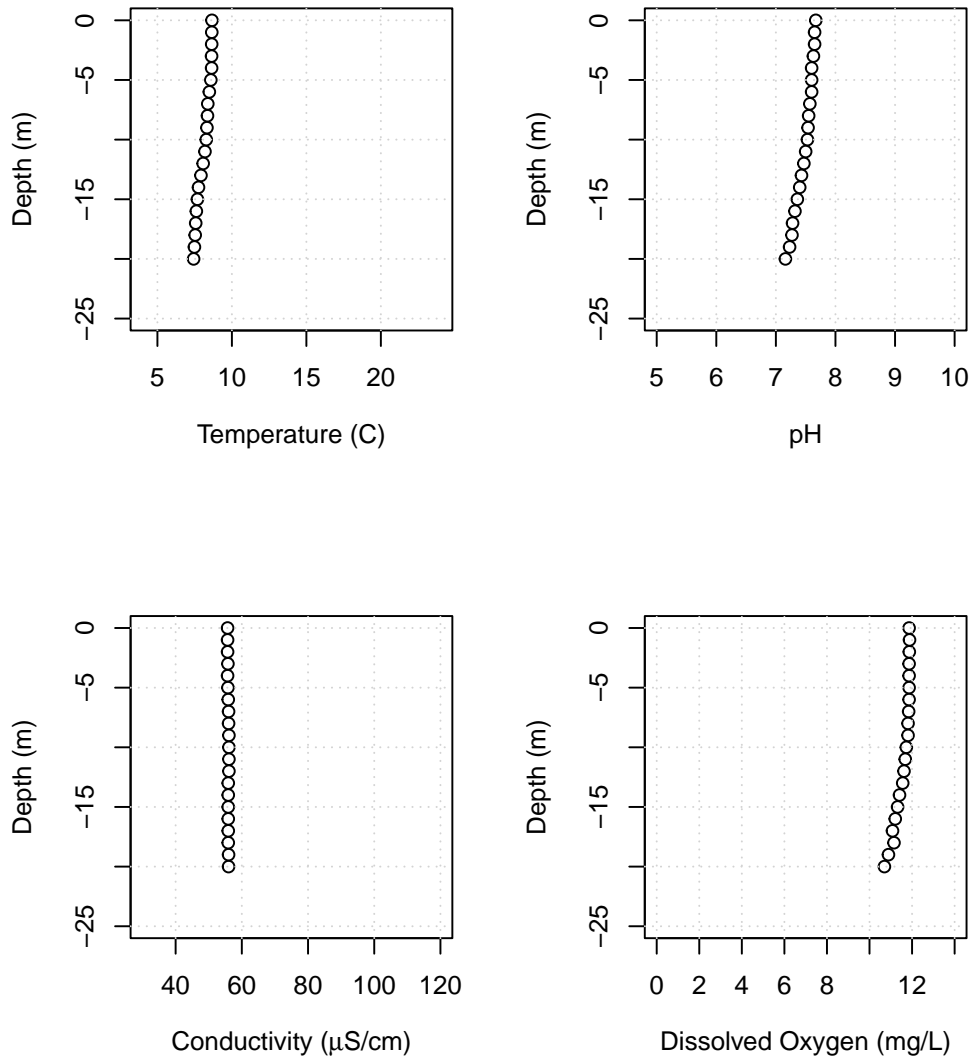 0
−5
−15
−25
Depth (m)
5 10 15 20
Temperature (C)
0
−5
−15
−25
Depth (m)
5 6 7 8 9 10
pH
0
−5
−15
−25
Depth (m)
40 60 80 100 120
Conductivity (μS/cm)
0
−5
−15
−25
Depth (m)
0 2 4 6 8 12
Dissolved Oxygen (mg/L)